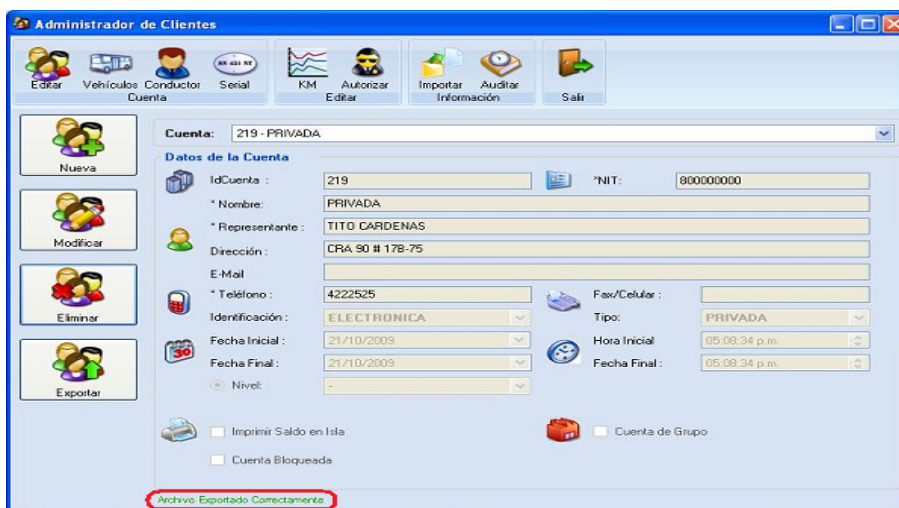 Administrador de Clientes
Editar Vehículos Conductor Serial KM Autorizar Importar Auditar
Cuenta Editar Información Salir
Nueva
Modificar
Eliminar
Exportar
Cuenta: 219 - PRIVADA
Datos de la Cuenta
IdCuenta : 219 *NIT: 800000000
* Nombre: PRIVADA
* Representante : TITO CARDENAS
Dirección : CRA 90 # 17B-75
E-Mail
* Teléfono : 4222525 Fax/Celular :
Identificación : ELECTRONICA Tipo: PRIVADA
Fecha Inicial : 21/10/2009 Hora Inicial 05:08:34 p.m.
Fecha Final : 21/10/2009 Fecha Final : 05:08:34 p.m.
Nivel: -
Imprimir Saldo en Isla Cuenta de Grupo
Cuenta Bloqueada
Archivo Exportado Correctamente